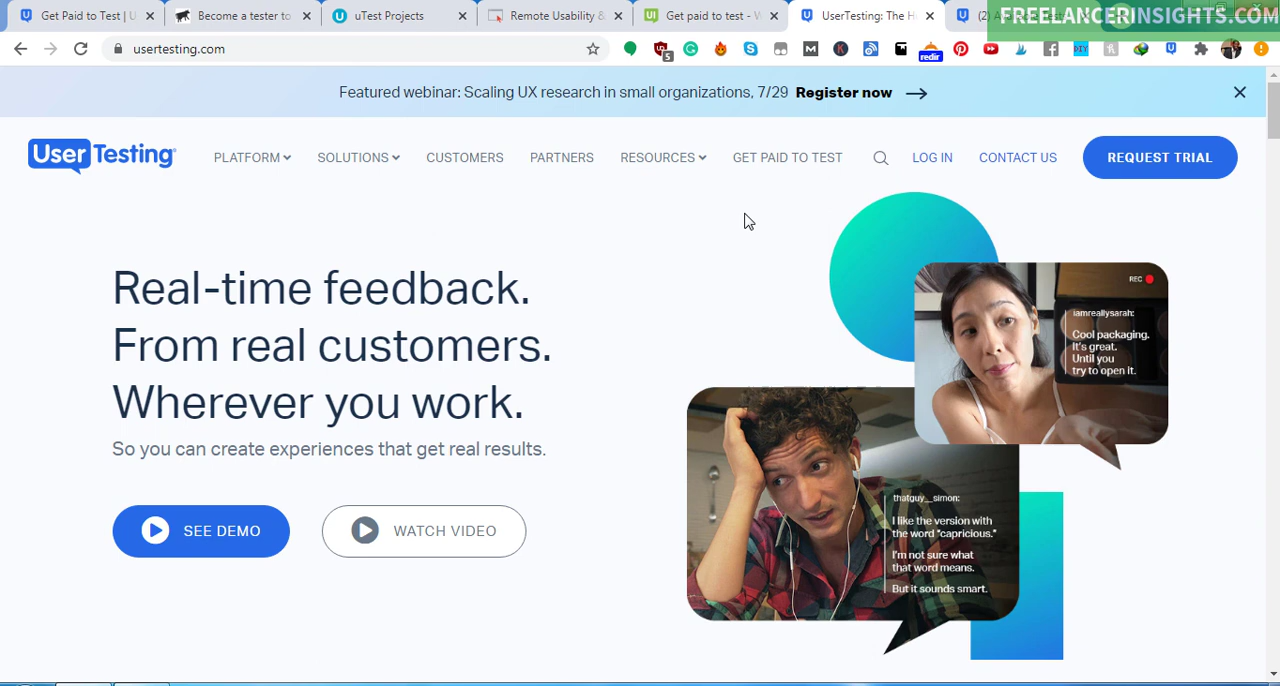 Get Paid to Test | U
Become a tester to
uTest Projects
Remote Usability &
Get paid to test - W
UserTesting: The H
FREELANCERINSIGHTS.COM
usertesting.com
5
redir
DIY
Featured webinar: Scaling UX research in small organizations, 7/29 Register now
UserTesting
PLATFORM
SOLUTIONS
CUSTOMERS
PARTNERS
RESOURCES
GET PAID TO TEST
LOG IN
CONTACT US
REQUEST TRIAL
Real-time feedback.
From real customers.
Wherever you work.
So you can create experiences that get real results.
SEE DEMO
WATCH VIDEO
REC
iamreallysarah:
Cool packaging.
It's great.
Until you
try to open it.
thatguy__simon:
I like the version with
the word "capricious."
I'm not sure what
that word means.
But it sounds smart.